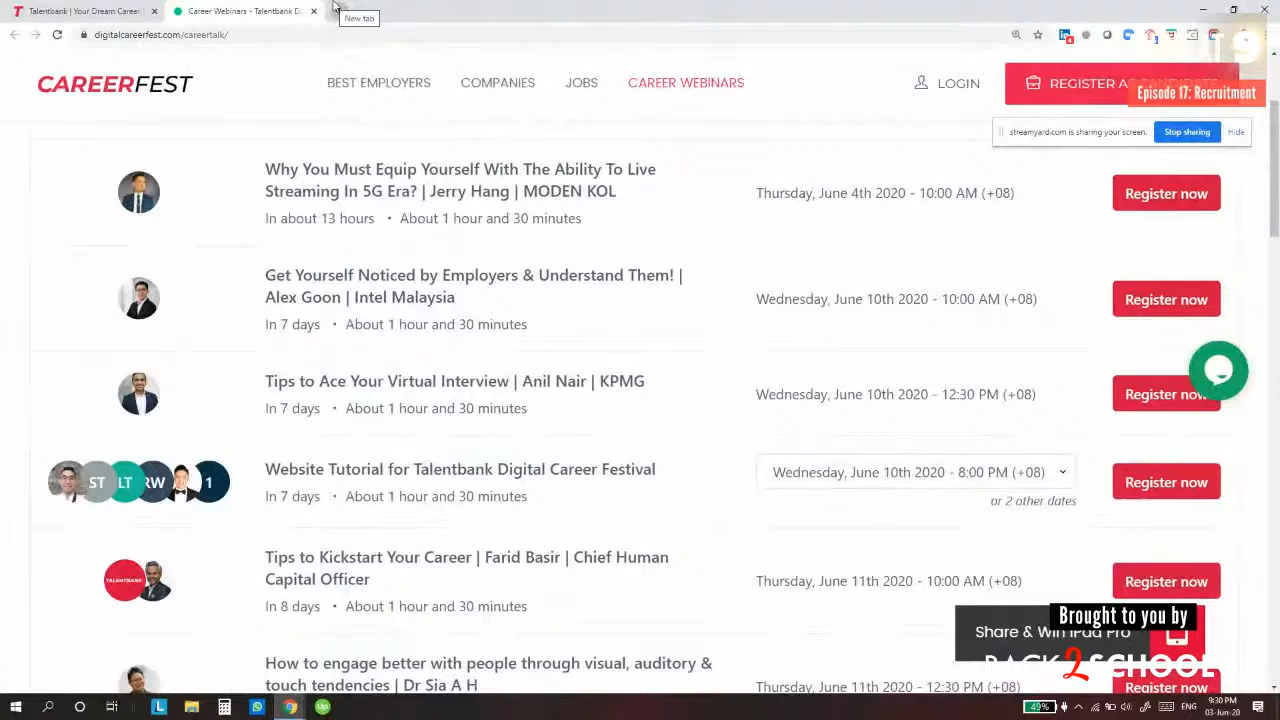 Talentbank | Your Dream Career
Career Webinars - Talentbank D
New tab
digitalcareerfest.com/careertalk/
CAREERFEST
BEST EMPLOYERS
COMPANIES
JOBS
CAREER WEBINARS
LOGIN
REGISTER AS CANDIDATE
Episode 17: Recruitment
streamyard.com is sharing your screen.
Stop sharing
Hide
Why You Must Equip Yourself With The Ability To Live
Streaming In 5G Era? | Jerry Hang | MODEN KOL
In about 13 hours • About 1 hour and 30 minutes
Thursday, June 4th 2020 - 10:00 AM (+08)
Register now
Get Yourself Noticed by Employers & Understand Them! |
Alex Goon | Intel Malaysia
In 7 days • About 1 hour and 30 minutes
Wednesday, June 10th 2020 - 10:00 AM (+08)
Register now
Tips to Ace Your Virtual Interview | Anil Nair | KPMG
In 7 days • About 1 hour and 30 minutes
Wednesday, June 10th 2020 - 12:30 PM (+08)
Register now
ST LT RW 1
Website Tutorial for Talentbank Digital Career Festival
In 7 days • About 1 hour and 30 minutes
Wednesday, June 10th 2020 - 8:00 PM (+08)
or 2 other dates
Register now
TALENTBANK
Tips to Kickstart Your Career | Farid Basir | Chief Human
Capital Officer
In 8 days • About 1 hour and 30 minutes
Thursday, June 11th 2020 - 10:00 AM (+08)
Register now
Brought to you by
Share & Win iPad Pro
BACK2SCHOOL
How to engage better with people through visual, auditory &
touch tendencies | Dr Sia A H
Thursday, June 11th 2020 - 12:30 PM (+08)
Register now
Up
49%
ENG
9:30 PM
03-Jun-20